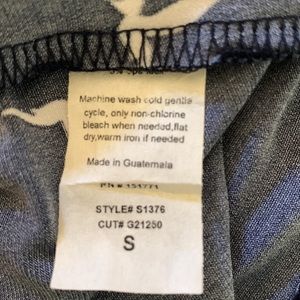 Machine wash cold gentle
cycle, only non-chlorine
bleach when needed,flat
dry,warm iron if needed
Made in Guatemala
STYLE# S1376
CUT# G21250
S